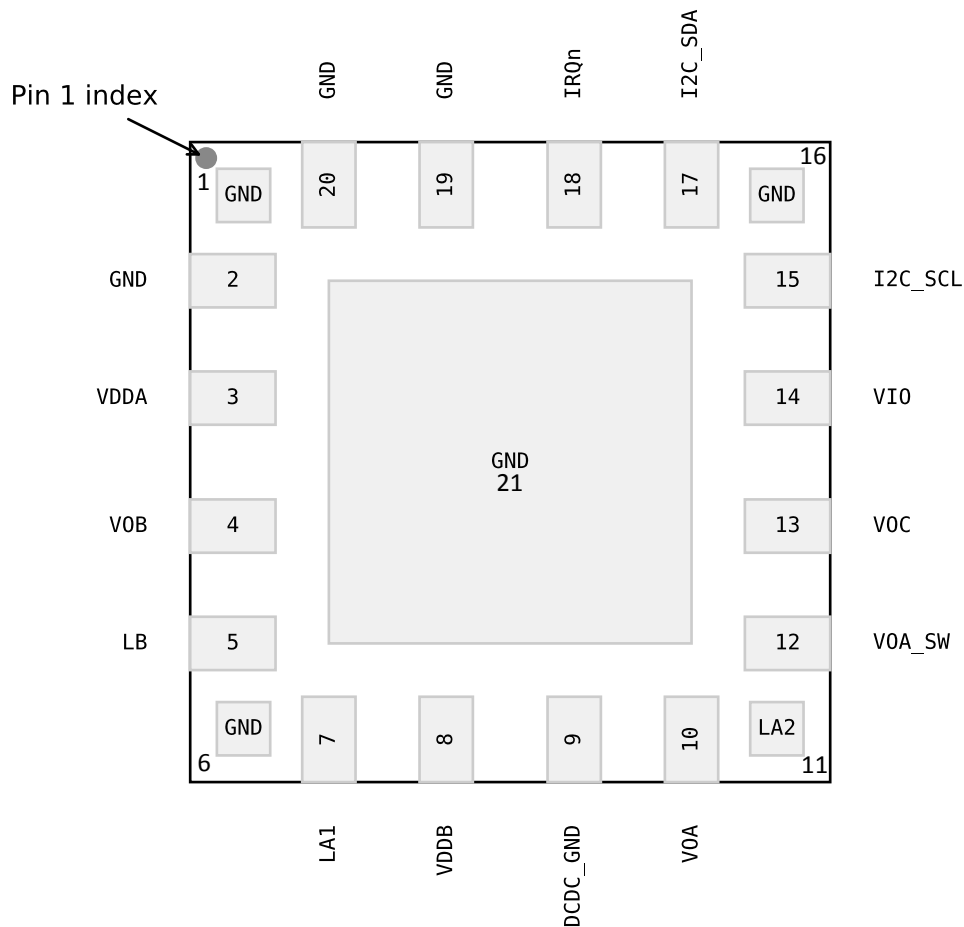 I2C_SDA
GND
GND
IRQn
Pin 1 index
16
1
GND
20
19
18
17
GND
GND
2
15
I2C_SCL
VDDA
3
14
VIO
GND
21
VOB
4
13
VOC
LB
5
12
VOA_SW
GND
7
8
9
10
LA2
6
11
LA1
VDDB
DCDC_GND
VOA